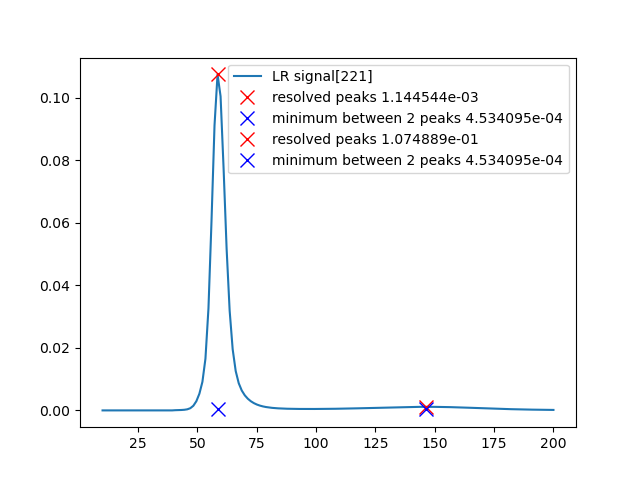 LR signal[221]
resolved peaks 1.144544e-03
minimum between 2 peaks 4.534095e-04
resolved peaks 1.074889e-01
minimum between 2 peaks 4.534095e-04
0.10
0.08
0.06
0.04
0.02
0.00
25 50 75 100 125 150 175 200